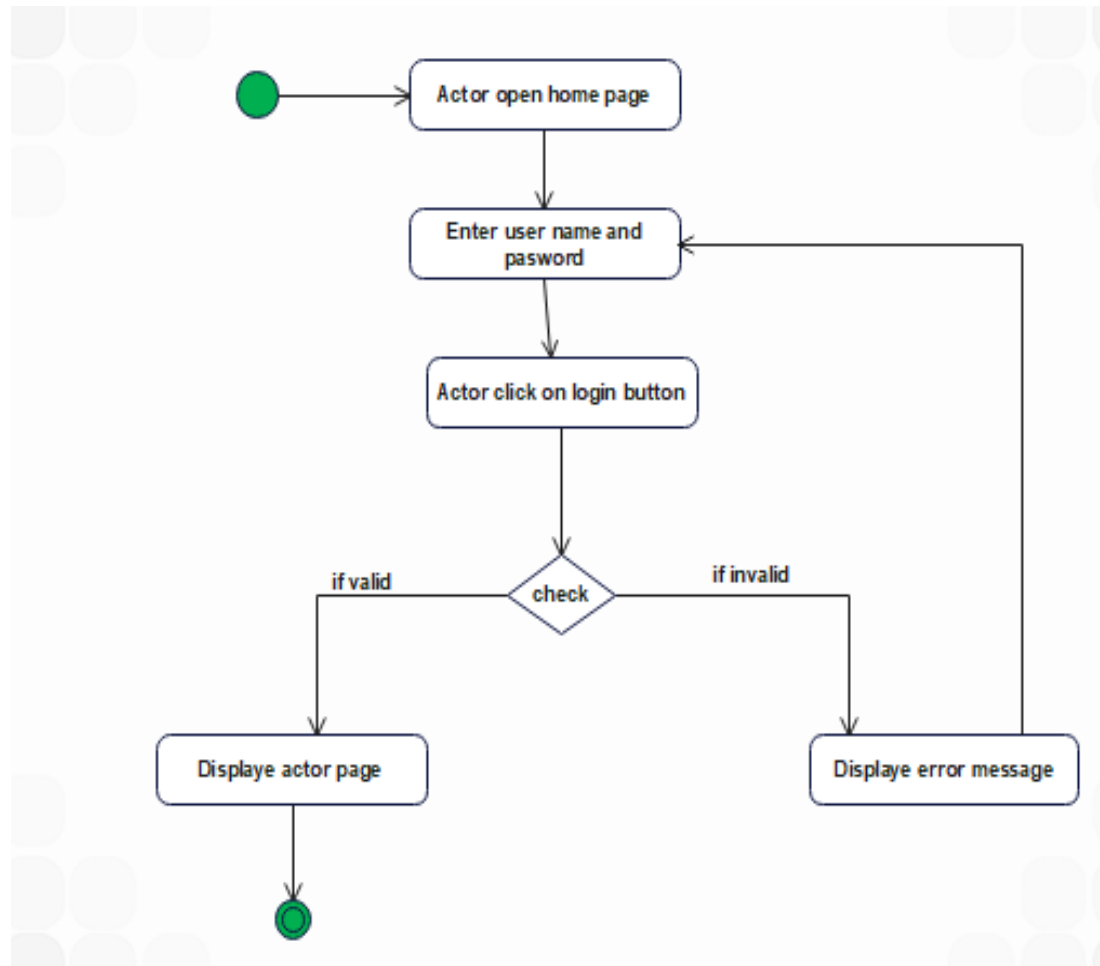 Actor open home page
Enter user name and
pasword
Actor click on login button
if valid
check
if invalid
Displaye actor page
Displaye error message